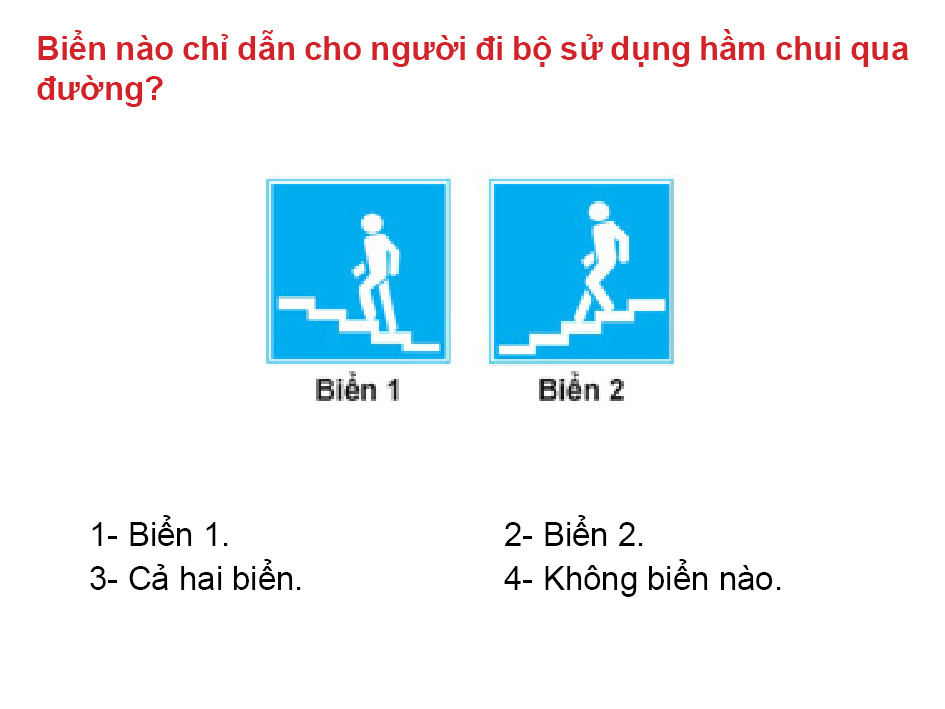 Biển nào chỉ dẫn cho người đi bộ sử dụng hầm chui qua
đường?
Biển 1
Biển 2
1- Biển 1.
2- Biển 2.
3- Cả hai biển.
4- Không biển nào.